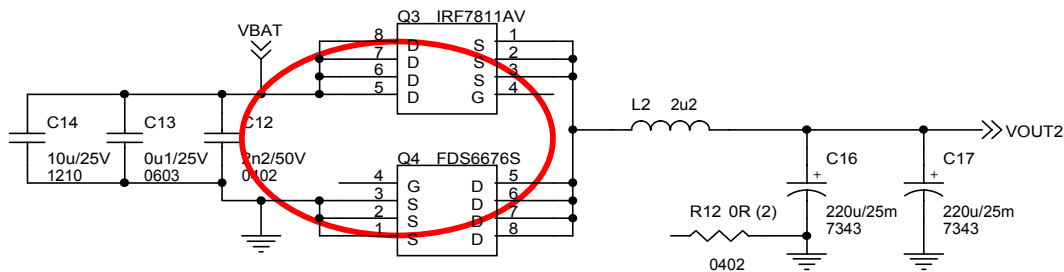 Q3 IRF7811AV
VBAT
8 D S 1
7 D S 2
6 D S 3
5 D G 4
L2 2u2
VOUT2
C14
10u/25V
1210
C13
0u1/25V
0603
C12
2n2/50V
0402
Q4 FDS6676S
4 G D 5
3 S D 6
2 S D 7
1 S D 8
R12 0R (2)
0402
C16
+
220u/25m
7343
C17
+
220u/25m
7343